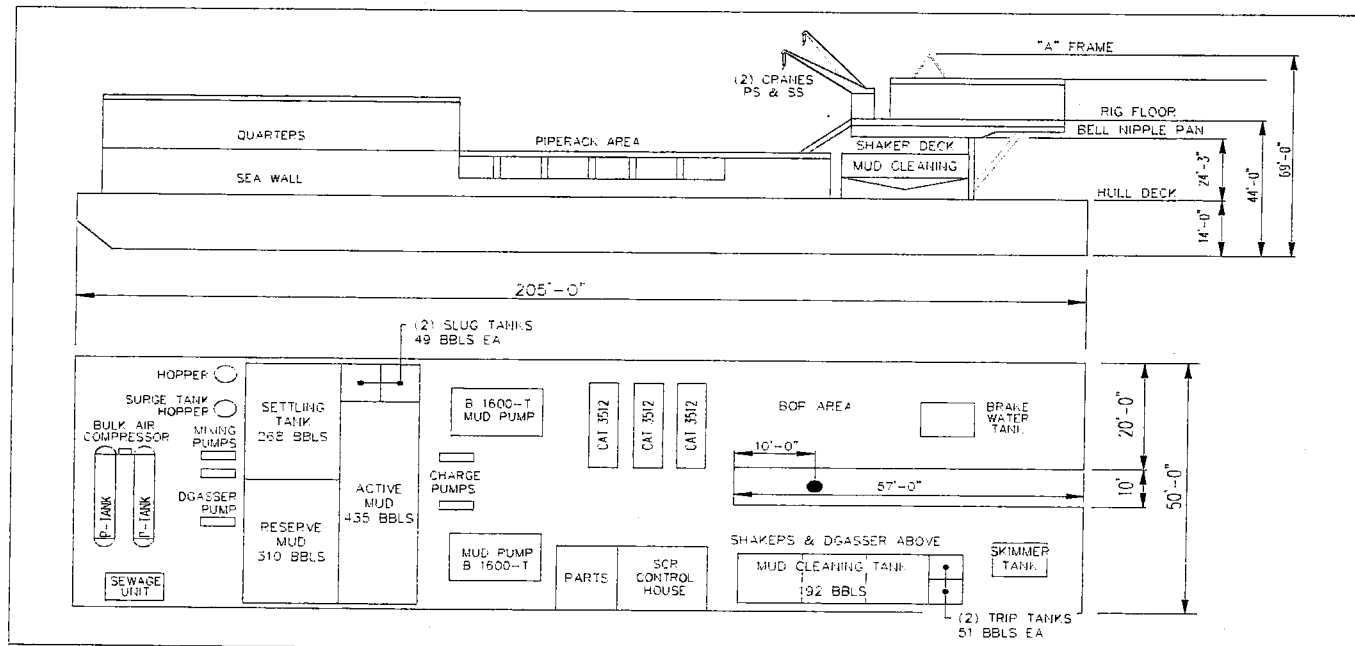 "A" FRAME
(2) CRANES
PS & SS
RIG FLOOR
BELL NIPPLE PAN
QUARTERS
PIPERACK AREA
SHAKER DECK
MUD CLEANING
SEA WALL
HULL DECK
24'-3"
44'-0"
69'-0"
14'-0"
205'-0"
(2) SLUG TANKS
49 BBLS EA
HOPPER
SURGE TANK
HOPPER
BULK AIR
COMPRESSOR
MIXING
PUMPS
DGASSER
PUMP
P-TANK
P-TANK
SEWAGE
UNIT
SETTLING
TANK
268 BBLS
RESERVE
MUD
310 BBLS
ACTIVE
MUD
435 BBLS
B 1600-T
MUD PUMP
CHARGE
PUMPS
MUD PUMP
B 1600-T
CAT 3512
CAT 3512
CAT 3512
PARTS
SCR
CONTROL
HOUSE
BOP AREA
BRAKE
WATER
TANK
10'-0"
57'-0"
20'-0"
10'
50'-0"
SHAKERS & DGASSER ABOVE
MUD CLEANING TANK
192 BBLS
SKIMMER
TANK
(2) TRIP TANKS
51 BBLS EA